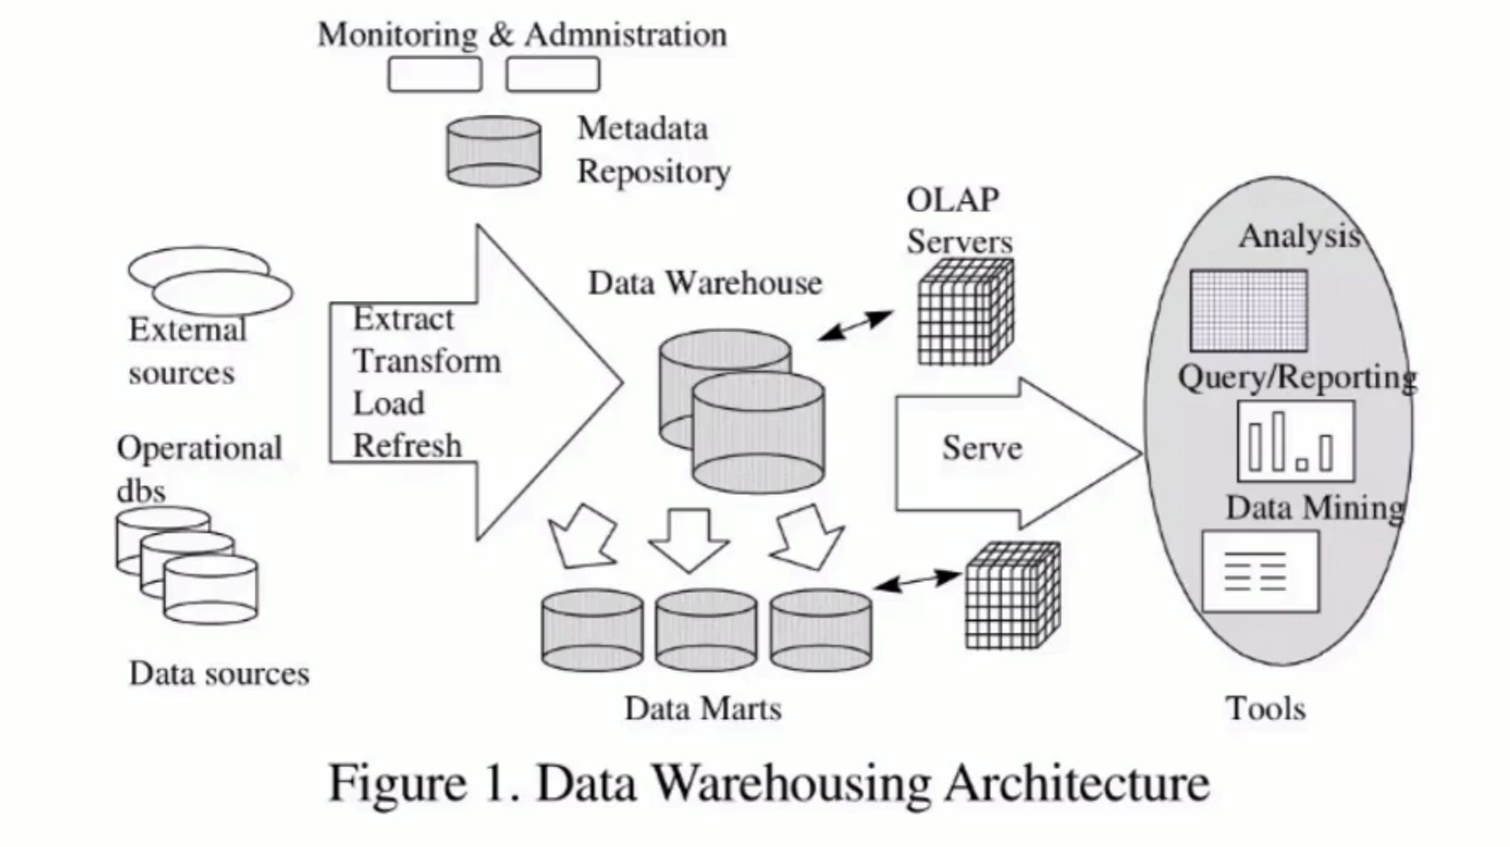 Monitoring & Admnistration
Metadata
Repository
OLAP
Servers
Analysis
Data Warehouse
External
sources
Extract
Transform
Load
Refresh
Query/Reporting
Operational
dbs
Serve
Data Mining
Data sources
Data Marts
Tools
Figure 1. Data Warehousing Architecture